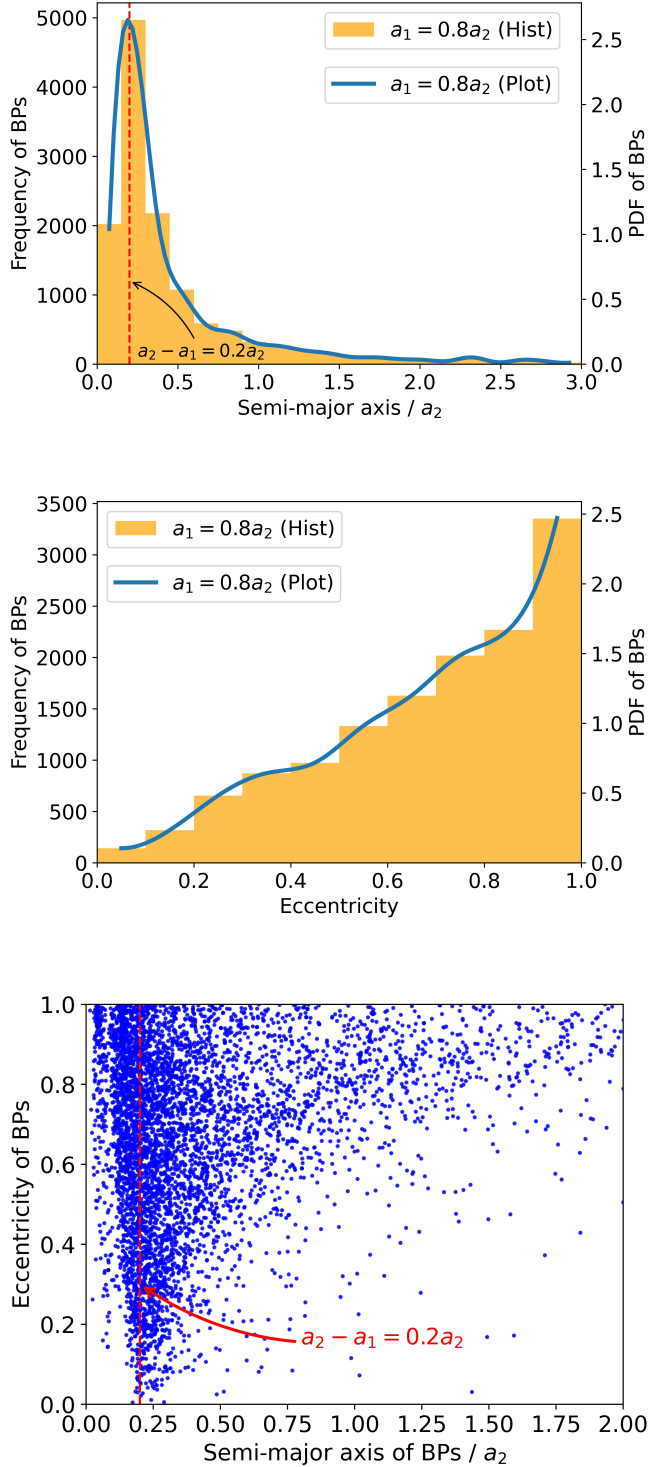 5000
4000
3000
2000
1000
0
Frequency of BPs
a₁ = 0.8a₂ (Hist)
a₁ = 0.8a₂ (Plot)
a₂ − a₁ = 0.2a₂
2.5
2.0
1.5
1.0
0.5
0.0
PDF of BPs
0.0 0.5 1.0 1.5 2.0 2.5 3.0
Semi-major axis / a₂
3500
3000
2500
2000
1500
1000
500
0
Frequency of BPs
a₁ = 0.8a₂ (Hist)
a₁ = 0.8a₂ (Plot)
2.5
2.0
1.5
1.0
0.5
0.0
PDF of BPs
0.0 0.2 0.4 0.6 0.8 1.0
Eccentricity
1.0
0.8
0.6
0.4
0.2
0.0
Eccentricity of BPs
a₂ − a₁ = 0.2a₂
0.00 0.25 0.50 0.75 1.00 1.25 1.50 1.75 2.00
Semi-major axis of BPs / a₂